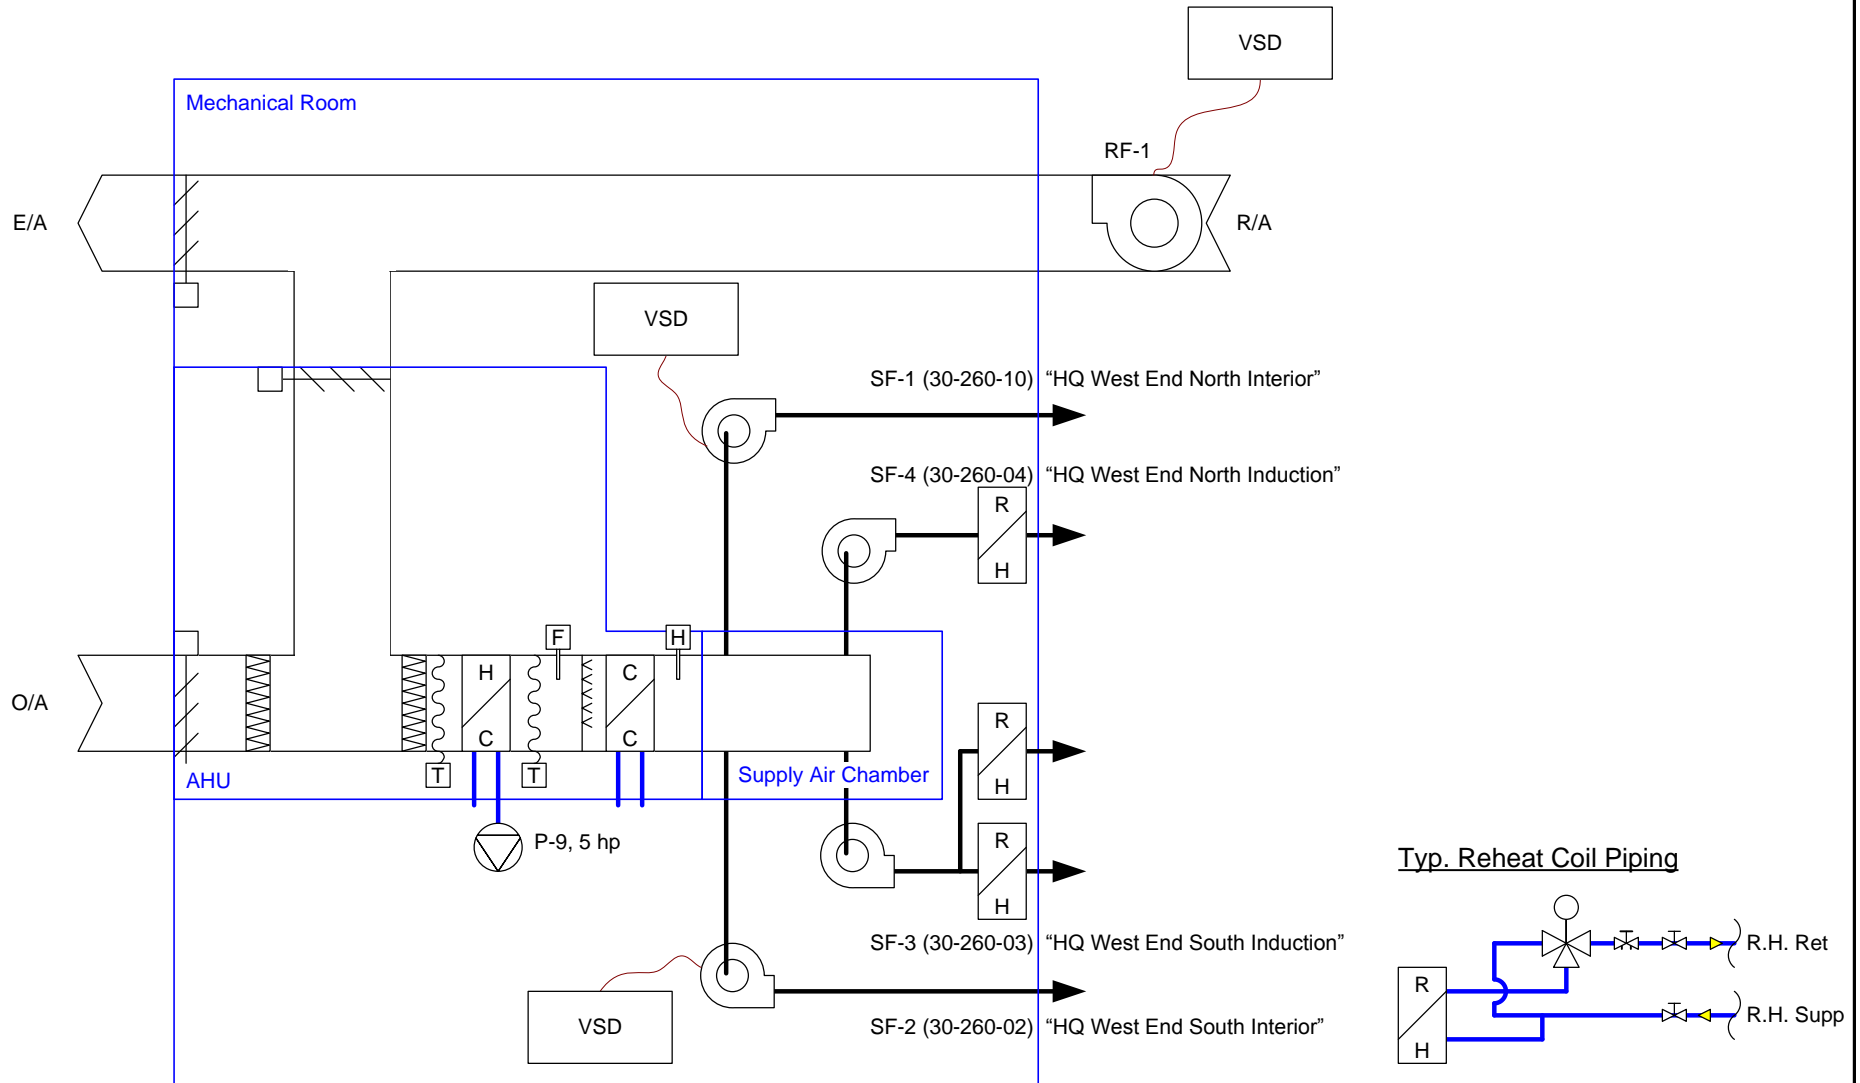 VSD
Mechanical Room
RF-1
E/A
R/A
VSD
SF-1 (30-260-10) “HQ West End North Interior”
SF-4 (30-260-04) “HQ West End North Induction”
R
H
F
H
H
C
C
C
O/A
R
H
T
T
AHU
Supply Air Chamber
P-9, 5 hp
R
H
Typ. Reheat Coil Piping
SF-3 (30-260-03) “HQ West End South Induction”
R.H. Ret
R
H
R.H. Supp
VSD
SF-2 (30-260-02) “HQ West End South Interior”